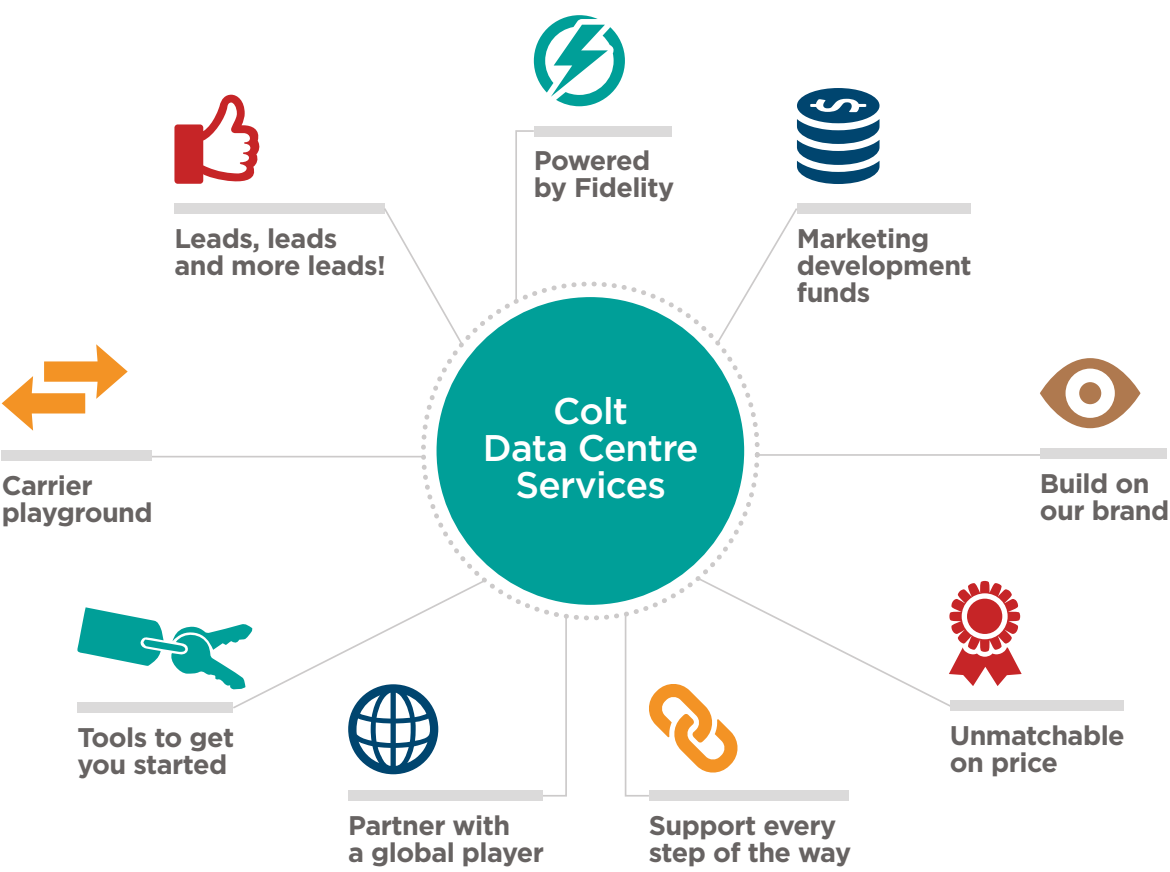 Powered
by Fidelity
Leads, leads
and more leads!
Marketing
development
funds
Colt
Data Centre
Services
Carrier
playground
Build on
our brand
Tools to get
you started
Unmatchable
on price
Partner with
a global player
Support every
step of the way